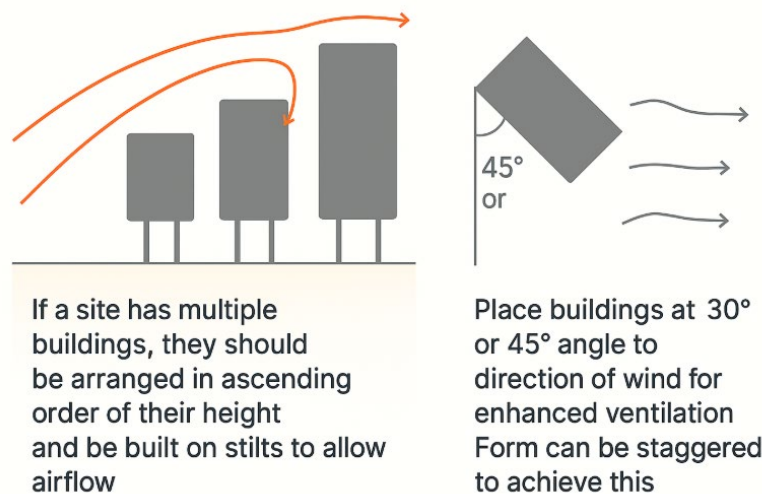 45°
or
If a site has multiple
buildings, they should
be arranged in ascending
order of their height
and be built on stilts to allow
airflow
Place buildings at 30°
or 45° angle to
direction of wind for
enhanced ventilation
Form can be staggered
to achieve this